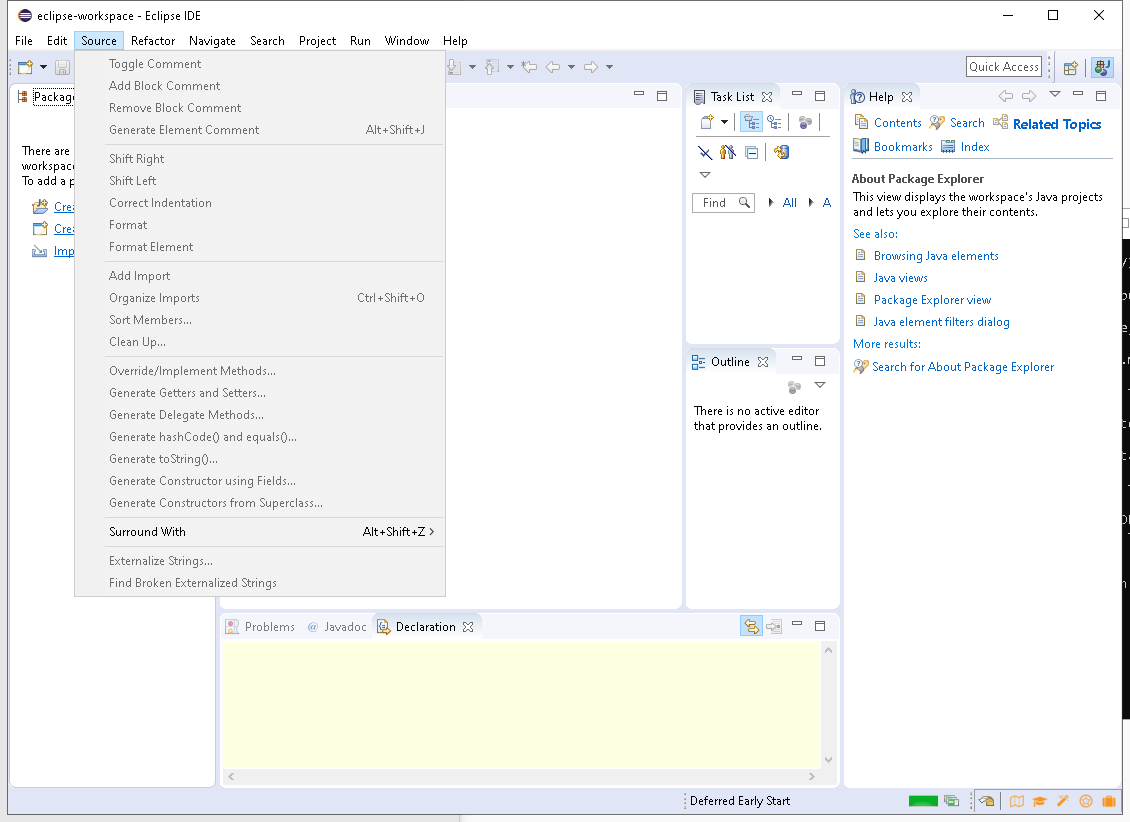 eclipse-workspace - Eclipse IDE
File Edit Source Refactor Navigate Search Project Run Window Help
Quick Access
Toggle Comment
Add Block Comment
Remove Block Comment
Generate Element Comment Alt+Shift+J
Shift Right
Shift Left
Correct Indentation
Format
Format Element
Add Import
Organize Imports Ctrl+Shift+O
Sort Members...
Clean Up...
Override/Implement Methods...
Generate Getters and Setters...
Generate Delegate Methods...
Generate hashCode() and equals()...
Generate toString()...
Generate Constructor using Fields...
Generate Constructors from Superclass...
Surround With Alt+Shift+Z
Externalize Strings...
Find Broken Externalized Strings
Packag
There are
workspac
To add a p
Crea
Crea
Imp
Task List
Find All A
Outline
There is no active editor
that provides an outline.
Help
Contents Search Related Topics
Bookmarks Index
About Package Explorer
This view displays the workspace's Java projects
and lets you explore their contents.
See also:
Browsing Java elements
Java views
Package Explorer view
Java element filters dialog
More results:
Search for About Package Explorer
Problems @ Javadoc Declaration
Deferred Early Start